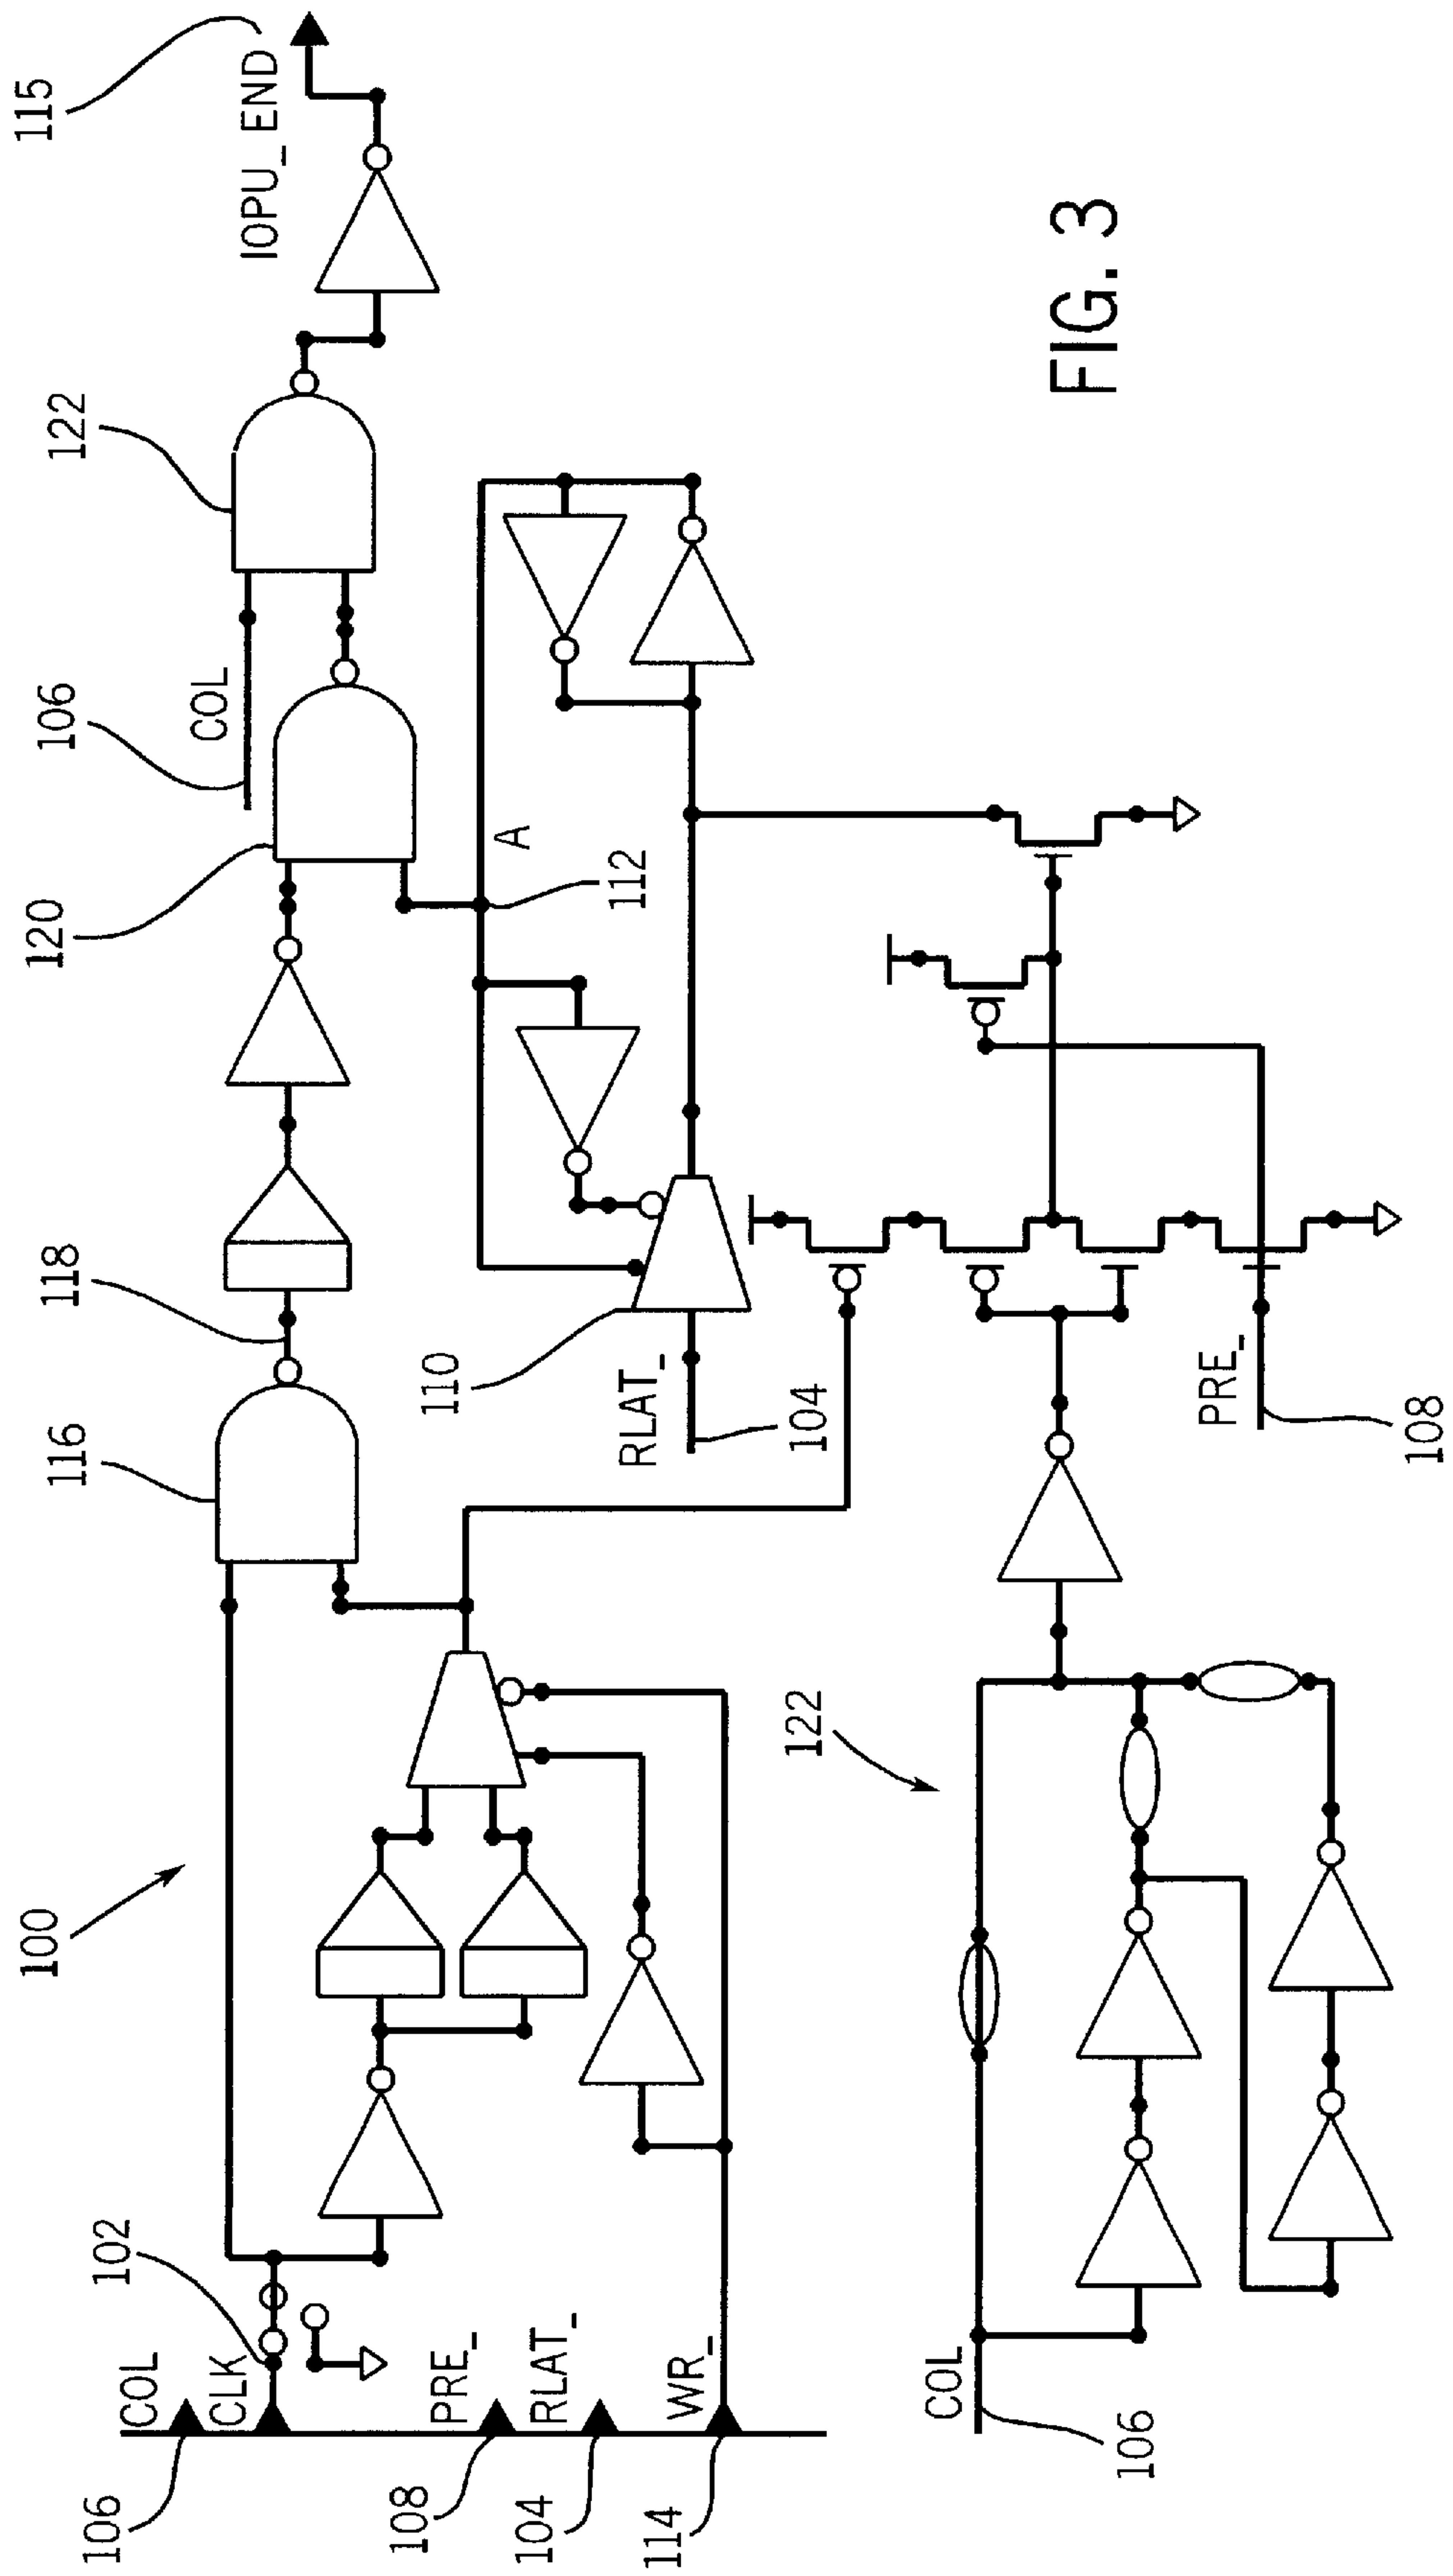 100
COL
106
CLK
102
PRE_
108
RLAT_
104
WR_
114
116
118
120
106
COL
122
IOPU_END
115
110
RLAT_
104
A
112
122
COL
106
PRE_
108
FIG. 3